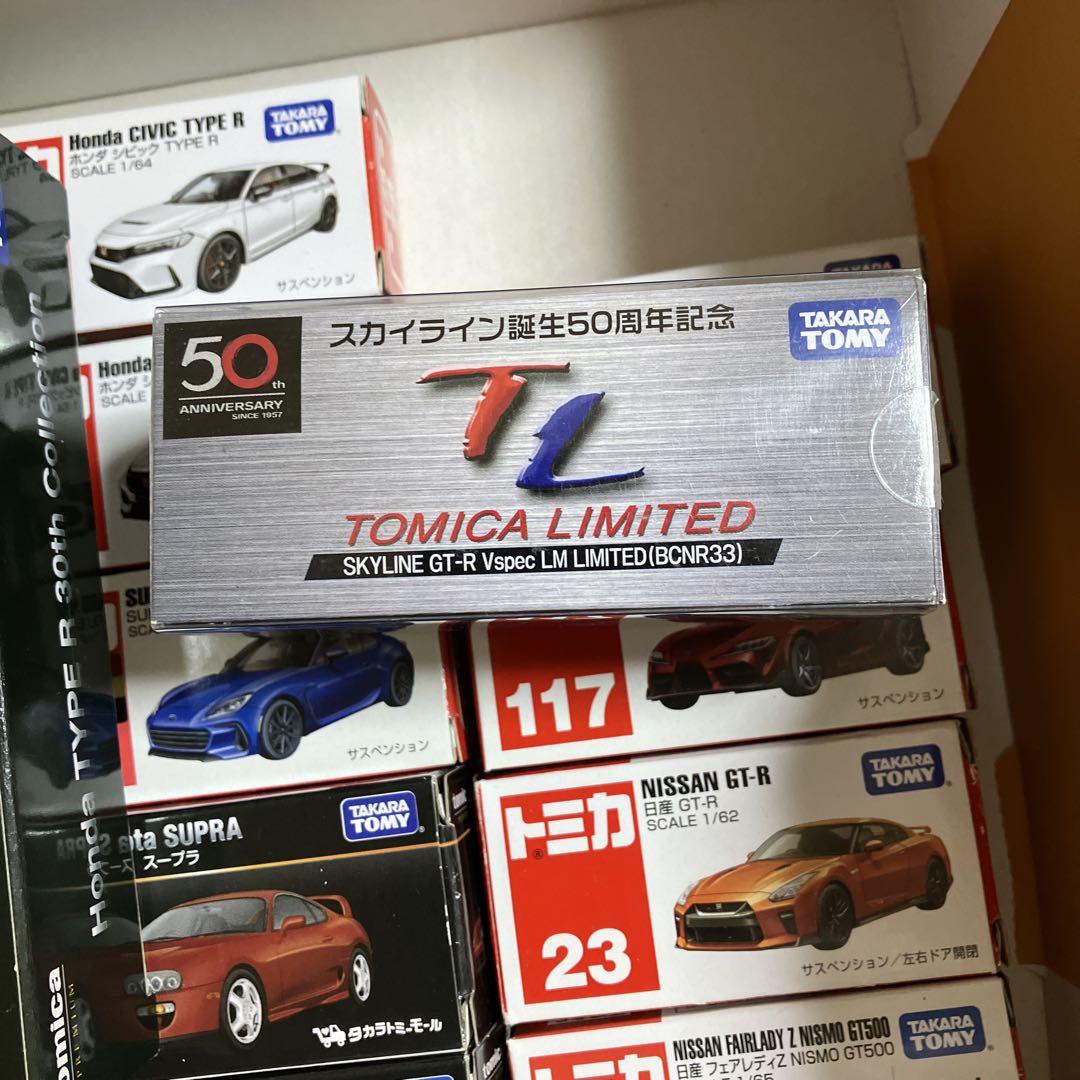 Honda CIVIC TYPE R
ホンダ シビック TYPE R
SCALE 1/64
TAKARA
TOMY
サスペンション
Honda
ホンダ シ
SCALE
Honda TYPE R 30th Collection
50th
ANNIVERSARY
SINCE 1957
スカイライン誕生50周年記念
TAKARA
TOMY
TL
TOMICA LIMITED
SKYLINE GT-R Vspec LM LIMITED(BCNR33)
TAKARA
SU
サスペンション
117
サスペンション
SUPRA
スープラ
TAKARA
TOMY
タカラトミーモール
トミカ
23
NISSAN GT-R
日産 GT-R
SCALE 1/62
TAKARA
TOMY
サスペンション/左右ドア開閉
トミカ
NISSAN FAIRLADY Z NISMO GT500
日産 フェアレディZ NISMO GT500
TAKARA
TOMY